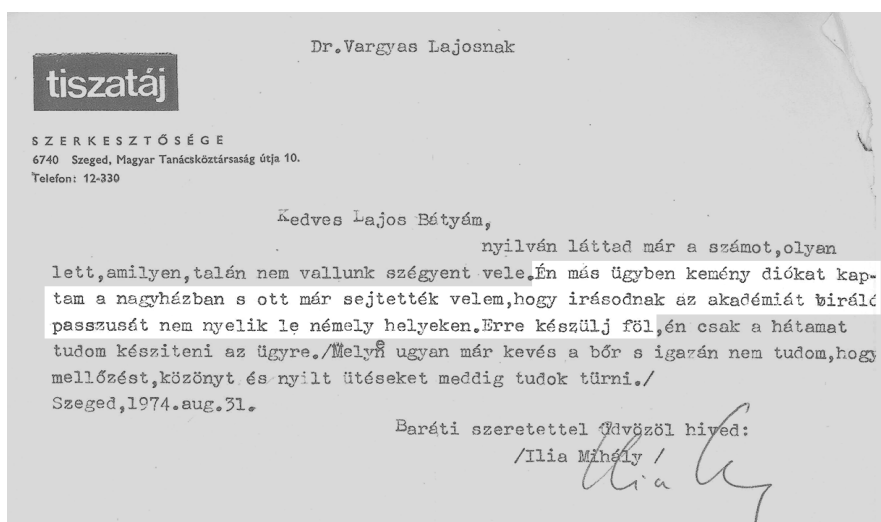 Dr.Vargyas Lajosnak
tiszatáj
SZERKESZTŐSÉGE
6740 Szeged, Magyar Tanácsköztársaság útja 10.
Telefon: 12-330
Kedves Lajos Bátyám,
nyilván láttad már a számot,olyan
lett,amilyen,talán nem vallunk szégyent vele.Én más ügyben kemény diókat kap-
tam a nagyházban s ott már sejtették velem,hogy irásodnak az akadémiát biráló
passzusát nem nyelik le némely helyeken.Erre készülj föl,én csak a hátamat
tudom késziteni az ügyre./Melyn e ugyan már kevés a bőr s igazán nem tudom,hogy
mellőzést,közönyt és nyilt ütéseket meddig tudok türni./
Szeged,1974.aug.31.
Baráti szeretettel üdvözöl hived:
/Ilia Mihály /
Ilia